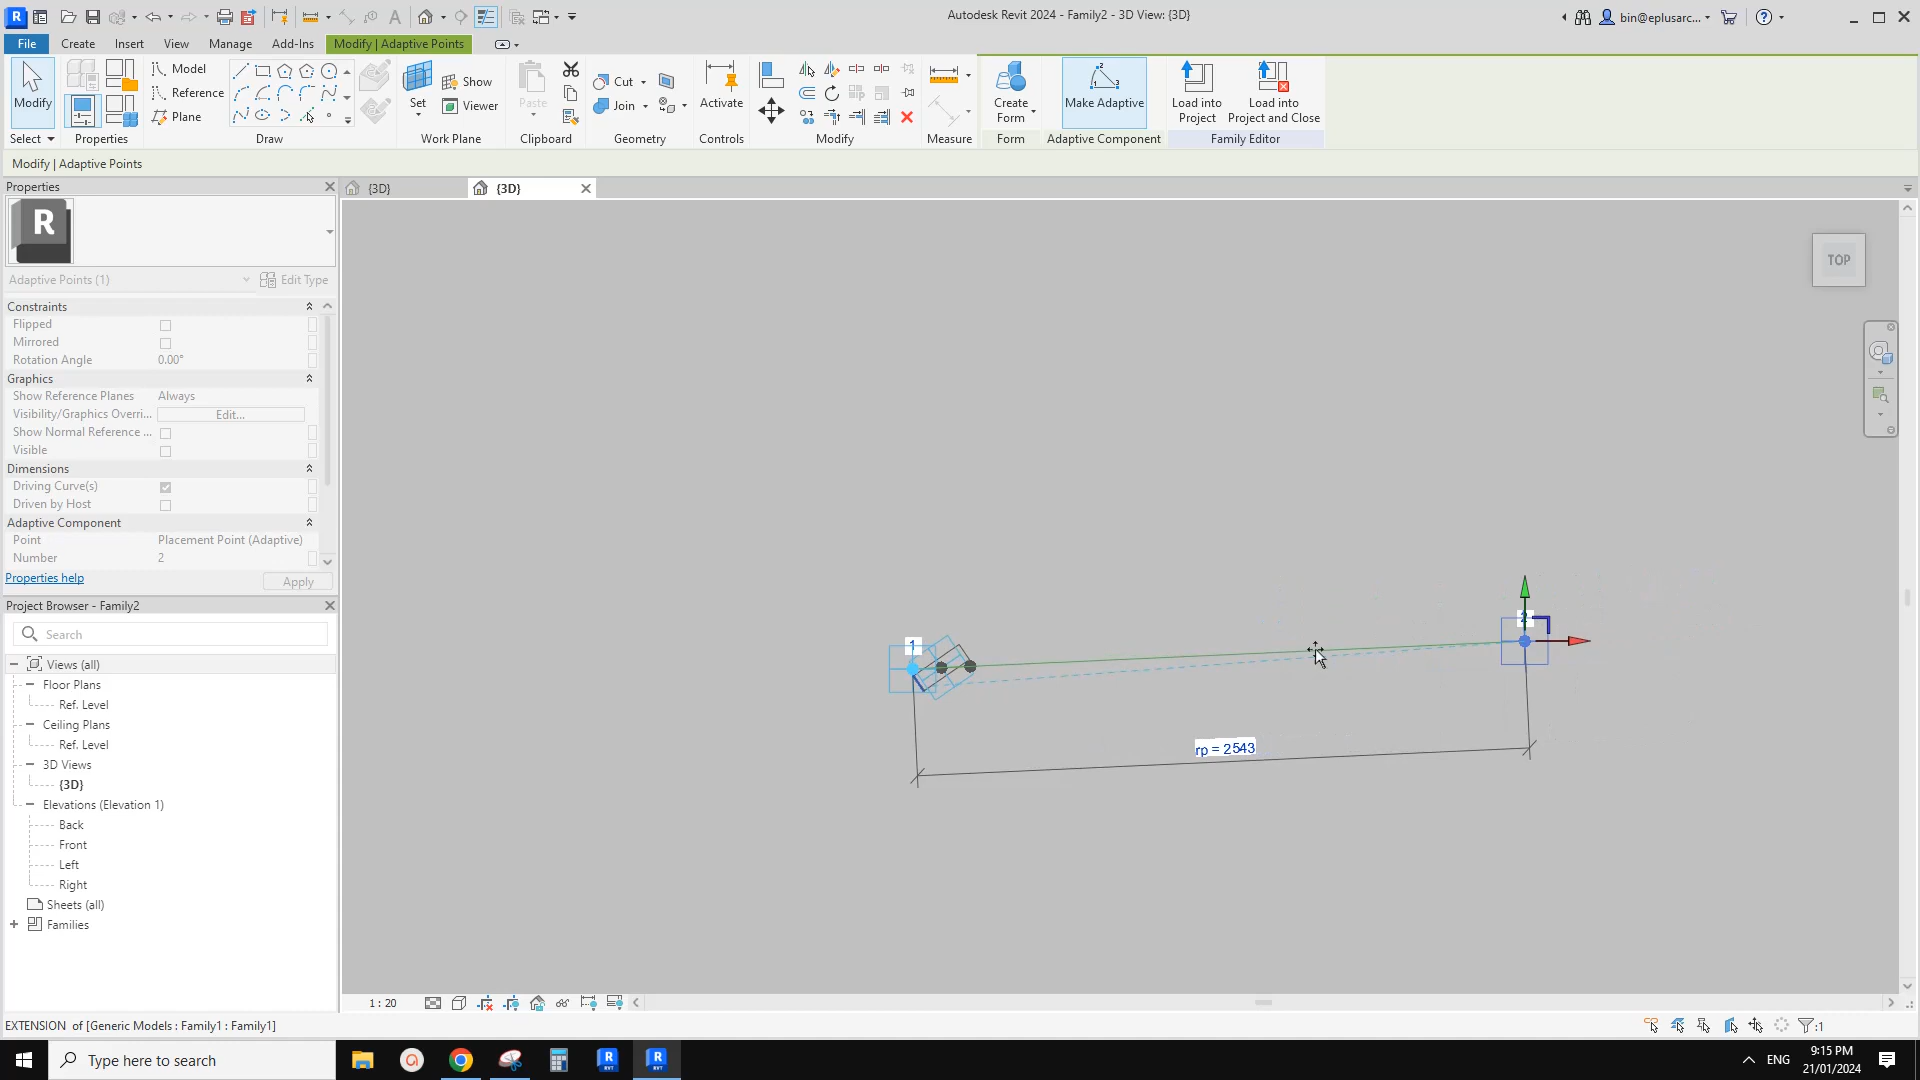 Autodesk Revit 2024 - Family2 - 3D View: {3D}
bin@eplusarc...
File Create Insert View Manage Add-Ins Modify | Adaptive Points
Modify
Model
Reference
Plane
Set
Show
Viewer
Paste
Cut
Join
Activate
Create Form
Make Adaptive
Load into Project
Load into Project and Close
Select Properties Draw Work Plane Clipboard Geometry Controls Modify Measure Form Adaptive Component Family Editor
Modify | Adaptive Points
Properties
{3D}
{3D}
R
Adaptive Points (1)
Edit Type
Constraints
Flipped
Mirrored
Rotation Angle 0.00°
Graphics
Show Reference Planes Always
Visibility/Graphics Overri... Edit...
Show Normal Reference ...
Visible
Dimensions
Driving Curve(s)
Driven by Host
Adaptive Component
Point Placement Point (Adaptive)
Number 2
Properties help
Apply
Project Browser - Family2
Search
Views (all)
Floor Plans
Ref. Level
Ceiling Plans
Ref. Level
3D Views
{3D}
Elevations (Elevation 1)
Back
Front
Left
Right
Sheets (all)
Families
TOP
1
2
rp = 2543
1 : 20
EXTENSION of [Generic Models : Family1 : Family1]
:1
Type here to search
ENG
9:15 PM
21/01/2024